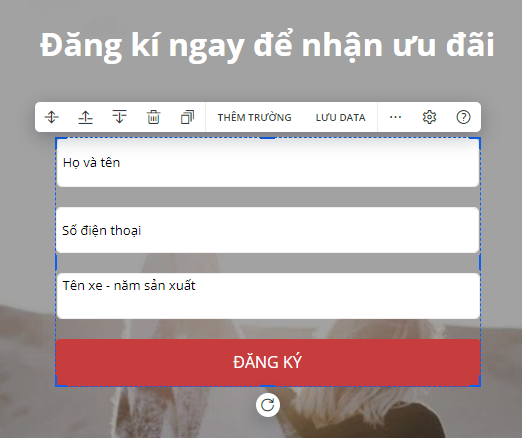 Đăng kí ngay để nhận ưu đãi
THÊM TRƯỜNG LƯU DATA
Họ và tên
Số điện thoại
Tên xe - năm sản xuất
ĐĂNG KÝ